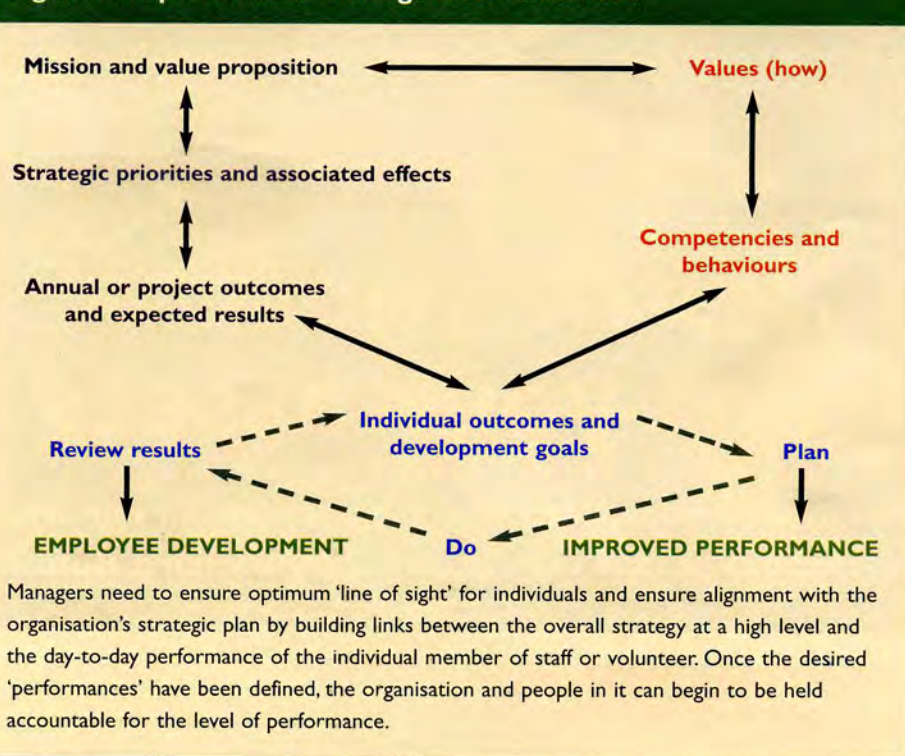 Mission and value proposition
Values (how)
Strategic priorities and associated effects
Competencies and
behaviours
Annual or project outcomes
and expected results
Individual outcomes and
development goals
Review results
Plan
EMPLOYEE DEVELOPMENT
Do
IMPROVED PERFORMANCE
Managers need to ensure optimum ‘line of sight’ for individuals and ensure alignment with the
organisation’s strategic plan by building links between the overall strategy at a high level and
the day-to-day performance of the individual member of staff or volunteer. Once the desired
‘performances’ have been defined, the organisation and people in it can begin to be held
accountable for the level of performance.